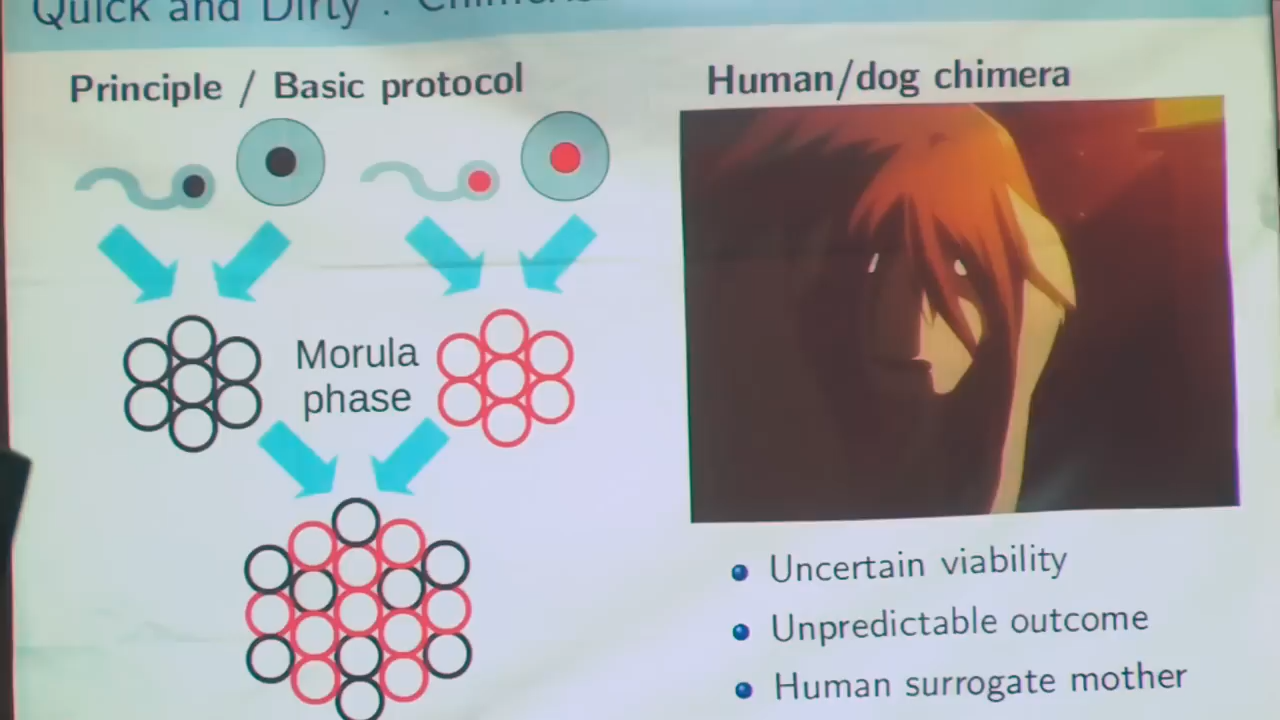 Quick and Dirty :
Principle / Basic protocol
Human/dog chimera
Morula
phase
Uncertain viability
Unpredictable outcome
Human surrogate mother